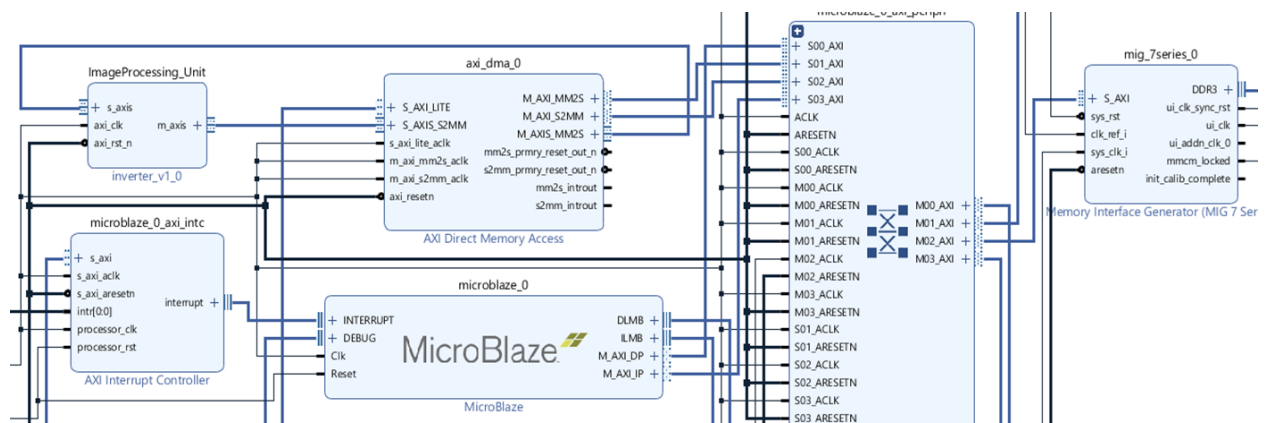 microblaze_0_axi_periph
ImageProcessing_Unit
s_axis
axi_clk
axi_rst_n
m_axis
inverter_v1_0
axi_dma_0
S_AXI_LITE
S_AXIS_S2MM
s_axi_lite_aclk
m_axi_mm2s_aclk
m_axi_s2mm_aclk
axi_resetn
M_AXI_MM2S
M_AXI_S2MM
M_AXIS_MM2S
mm2s_prmry_reset_out_n
s2mm_prmry_reset_out_n
mm2s_introut
s2mm_introut
AXI Direct Memory Access
microblaze_0_axi_intc
s_axi
s_axi_aclk
s_axi_aresetn
intr[0:0]
processor_clk
processor_rst
interrupt
AXI Interrupt Controller
microblaze_0
INTERRUPT
DEBUG
Clk
Reset
MicroBlaze
DLMB
ILMB
M_AXI_DP
M_AXI_IP
MicroBlaze
S00_AXI
S01_AXI
S02_AXI
S03_AXI
ACLK
ARESETN
S00_ACLK
S00_ARESETN
M00_ACLK
M00_ARESETN
M01_ACLK
M01_ARESETN
M02_ACLK
M02_ARESETN
M03_ACLK
M03_ARESETN
S01_ACLK
S01_ARESETN
S02_ACLK
S02_ARESETN
S03_ACLK
S03_ARESETN
M00_AXI
M01_AXI
M02_AXI
M03_AXI
mig_7series_0
S_AXI
sys_rst
clk_ref_i
sys_clk_i
aresetn
DDR3
ui_clk_sync_rst
ui_clk
ui_addn_clk_0
mmcm_locked
init_calib_complete
Memory Interface Generator (MIG 7 Ser